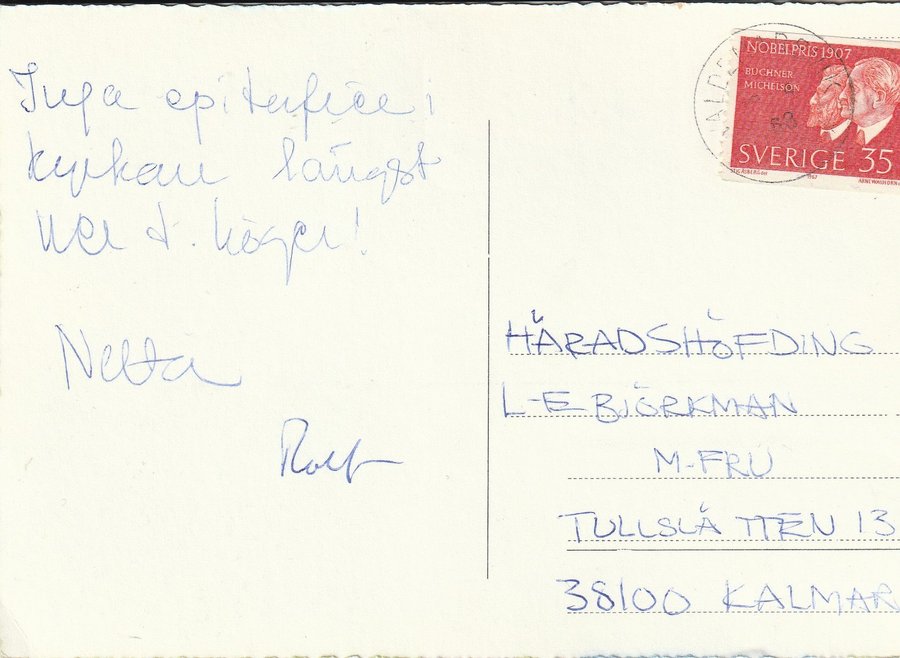 Inga epitafier i
kyrkan längst
ner t. höger!
Netta
Rolf
NOBELPRIS 1907
BUCHNER
MICHELSON
SVERIGE 35
HÄRADSHÖFDING
L-E BJÖRKMAN
M-FRU
TULLSLÄTTEN 13
38100 KALMAR